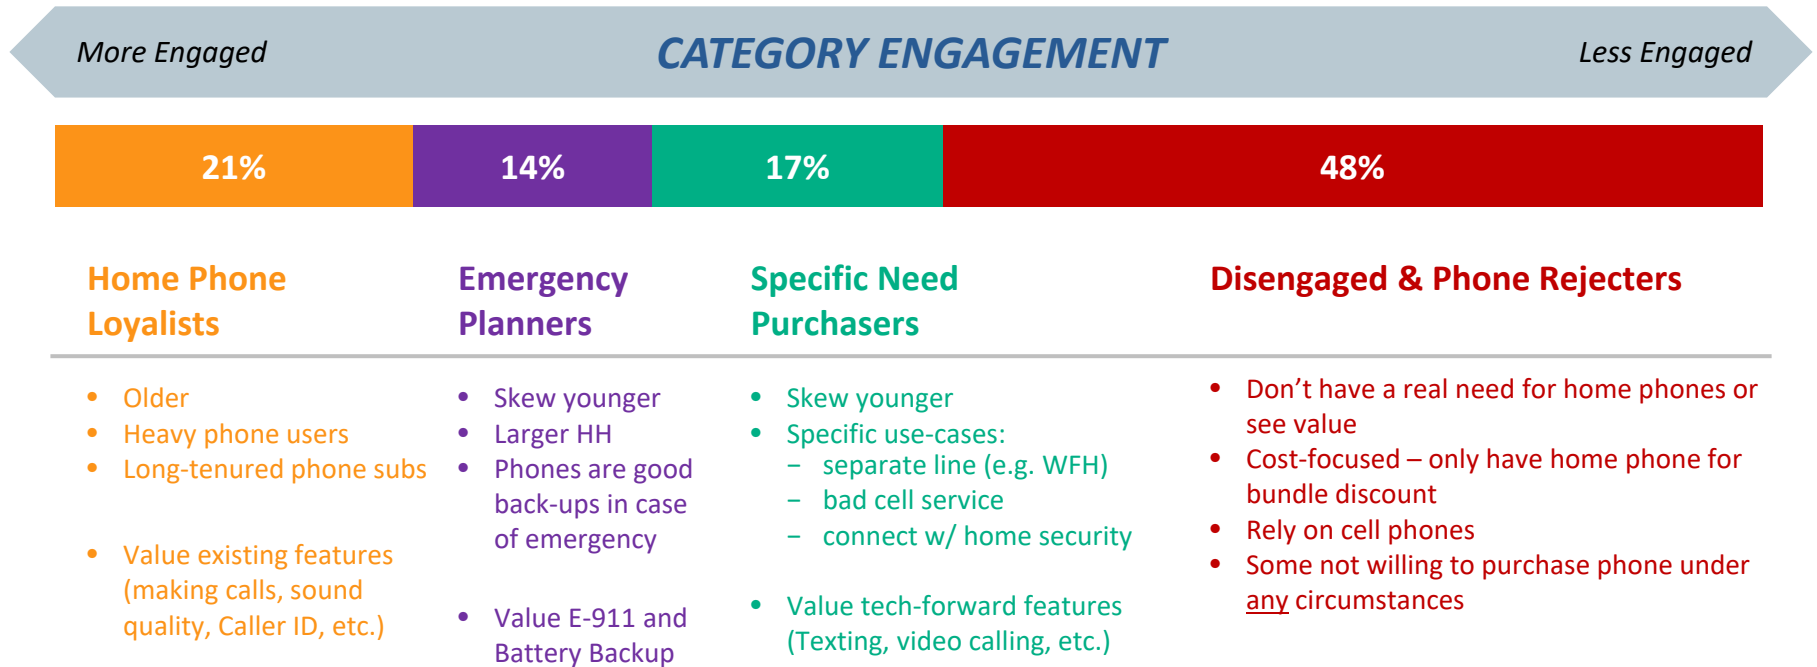 More Engaged
CATEGORY ENGAGEMENT
Less Engaged
21%
14%
17%
48%
Home Phone
Loyalists
• Older
• Heavy phone users
• Long-tenured phone subs
• Value existing features
(making calls, sound
quality, Caller ID, etc.)
Emergency
Planners
• Skew younger
• Larger HH
• Phones are good
back-ups in case
of emergency
• Value E-911 and
Battery Backup
Specific Need
Purchasers
• Skew younger
• Specific use-cases:
− separate line (e.g. WFH)
− bad cell service
− connect w/ home security
• Value tech-forward features
(Texting, video calling, etc.)
Disengaged & Phone Rejecters
• Don’t have a real need for home phones or
see value
• Cost-focused – only have home phone for
bundle discount
• Rely on cell phones
• Some not willing to purchase phone under
any circumstances